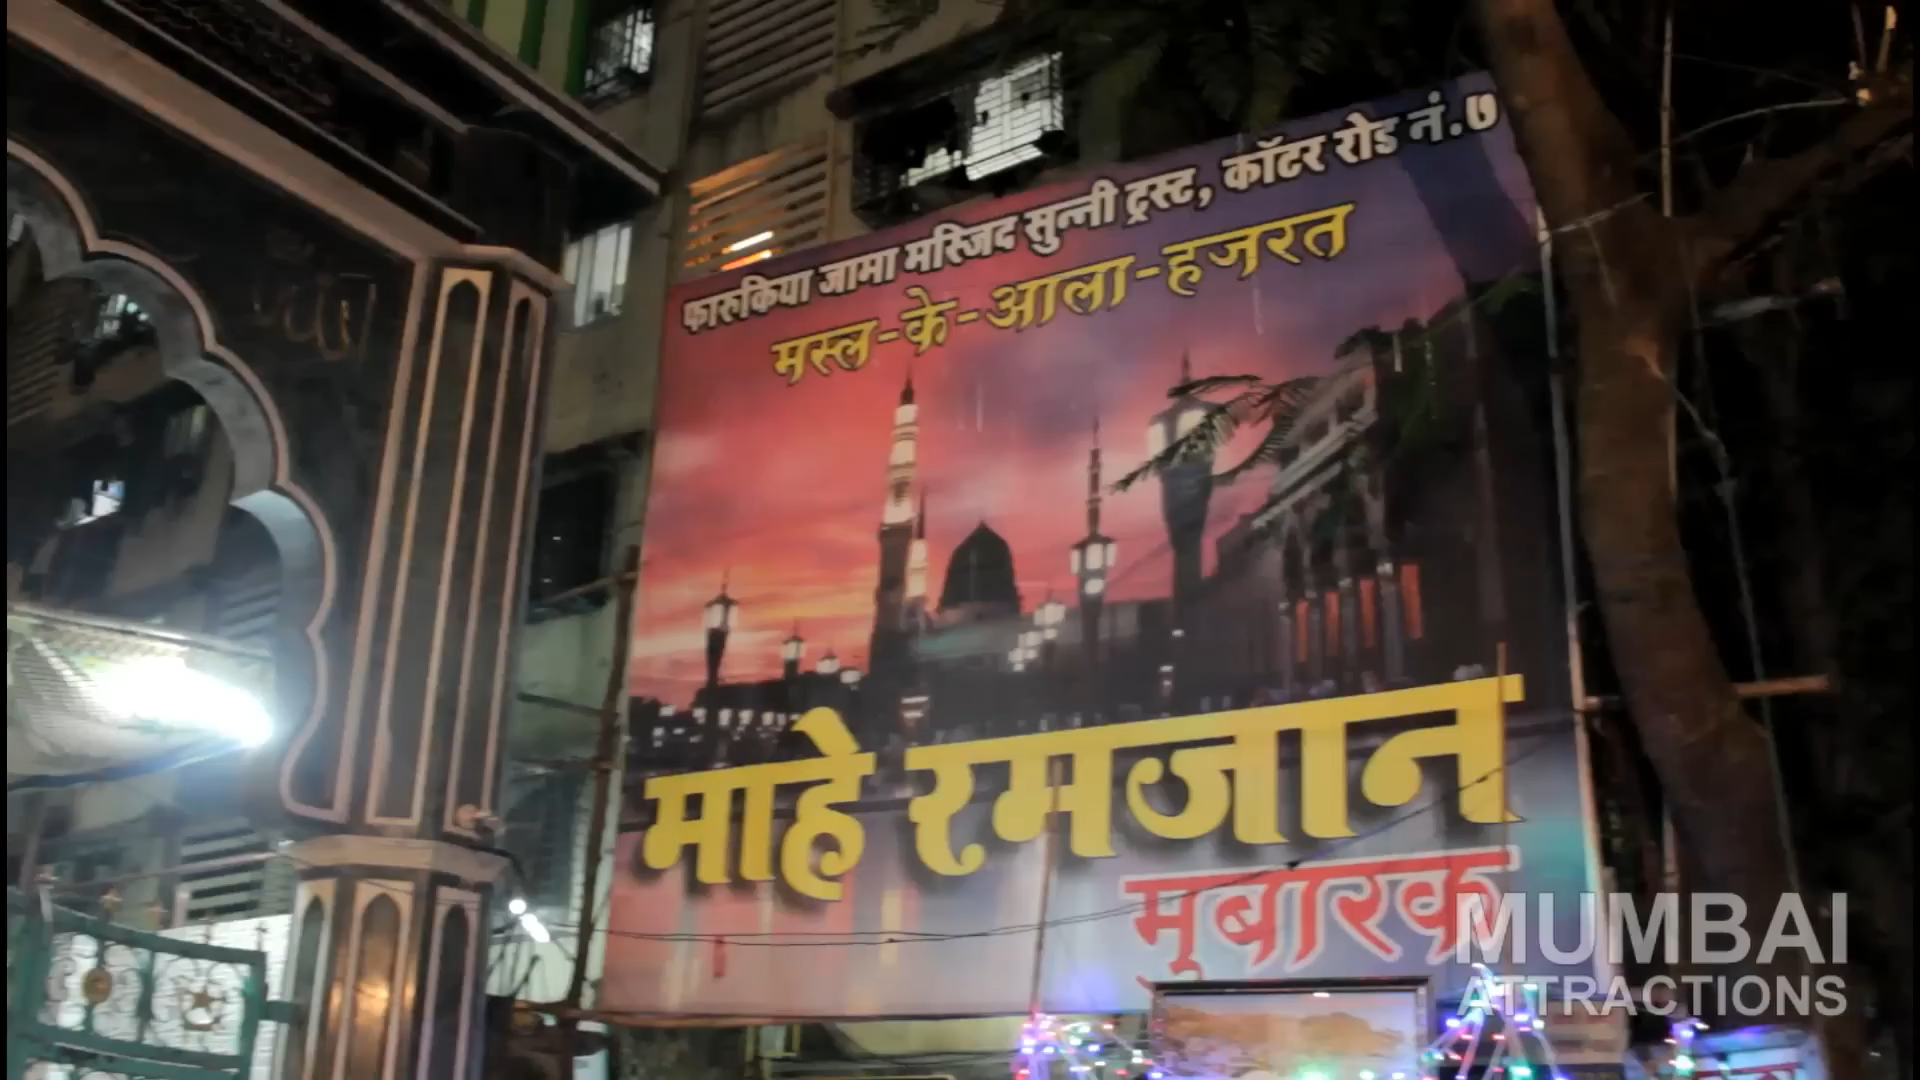 फारुकिया जामा मस्जिद सुन्नी ट्रस्ट, कॉटर रोड नं.७
मस्ल-के-आला-हजरत
माहे रमजान
मुबारक
MUMBAI
ATTRACTIONS